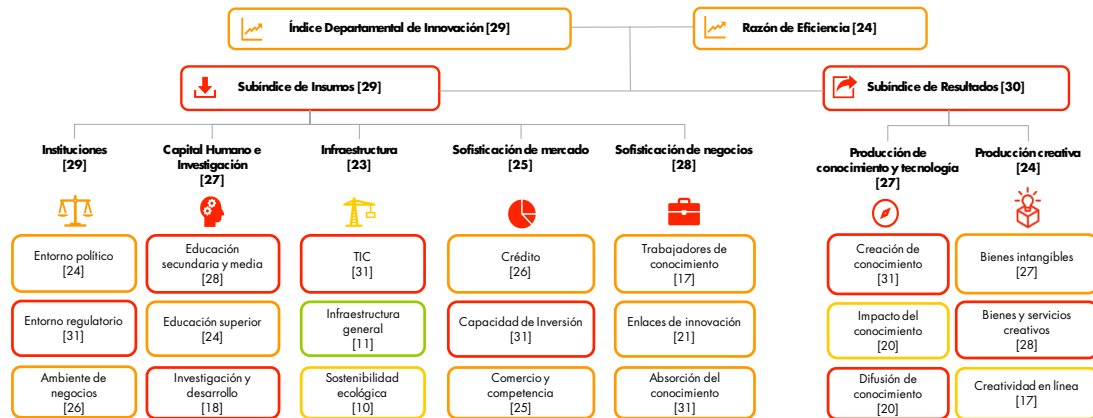 Índice Departamental de Innovación [29]
Razón de Eficiencia [24]
Subíndice de Insumos [29]
Subíndice de Resultados [30]
Instituciones
[29]
Capital Humano e
Investigación
[27]
Infraestructura
[23]
Sofisticación de mercado
[25]
Sofisticación de negocios
[28]
Producción de
conocimiento y tecnología
[27]
Producción creativa
[24]
Entorno político
[24]
Educación
secundaria y media
[28]
TIC
[31]
Crédito
[26]
Trabajadores de
conocimiento
[17]
Creación de
conocimiento
[31]
Bienes intangibles
[27]
Entorno regulatorio
[31]
Educación superior
[24]
Infraestructura
general
[11]
Capacidad de Inversión
[31]
Enlaces de innovación
[21]
Impacto del
conocimiento
[20]
Bienes y servicios
creativos
[28]
Ambiente de
negocios
[26]
Investigación y
desarrollo
[18]
Sostenibilidad
ecológica
[10]
Comercio y
competencia
[25]
Absorción del
conocimiento
[31]
Difusión de
conocimiento
[20]
Creatividad en línea
[17]